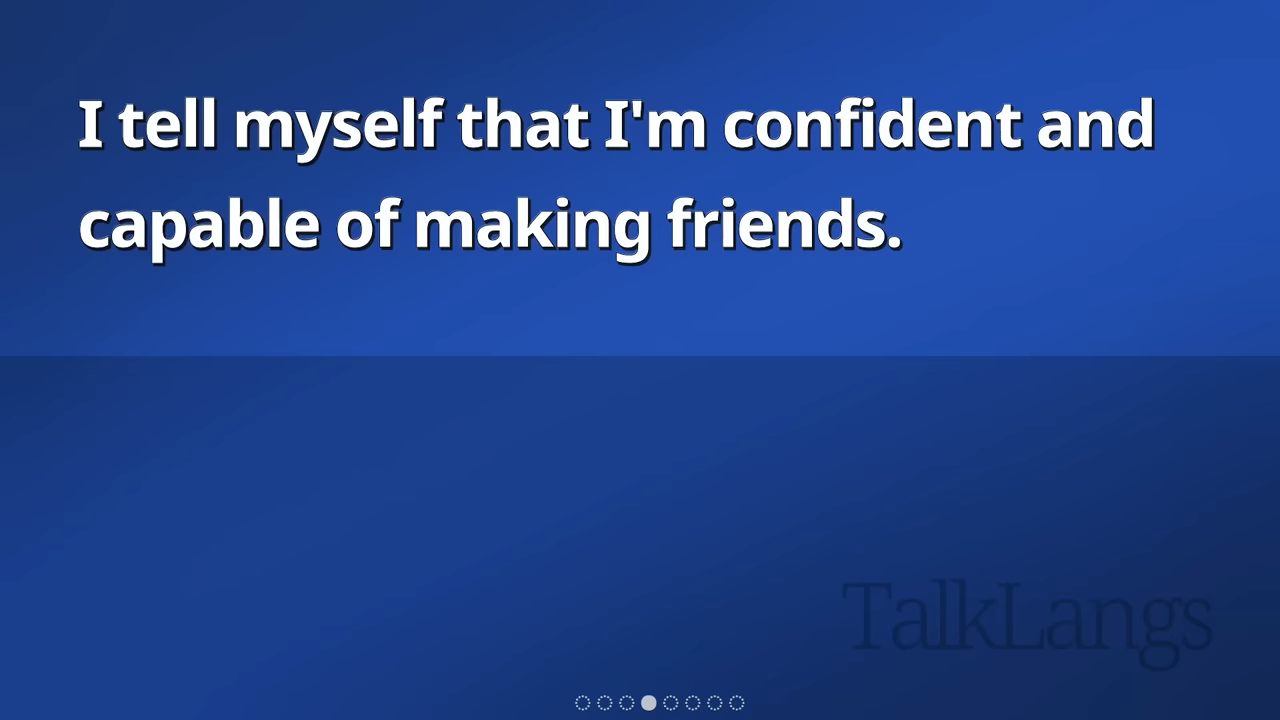 I tell myself that I'm confident and
capable of making friends.
TalkLangs